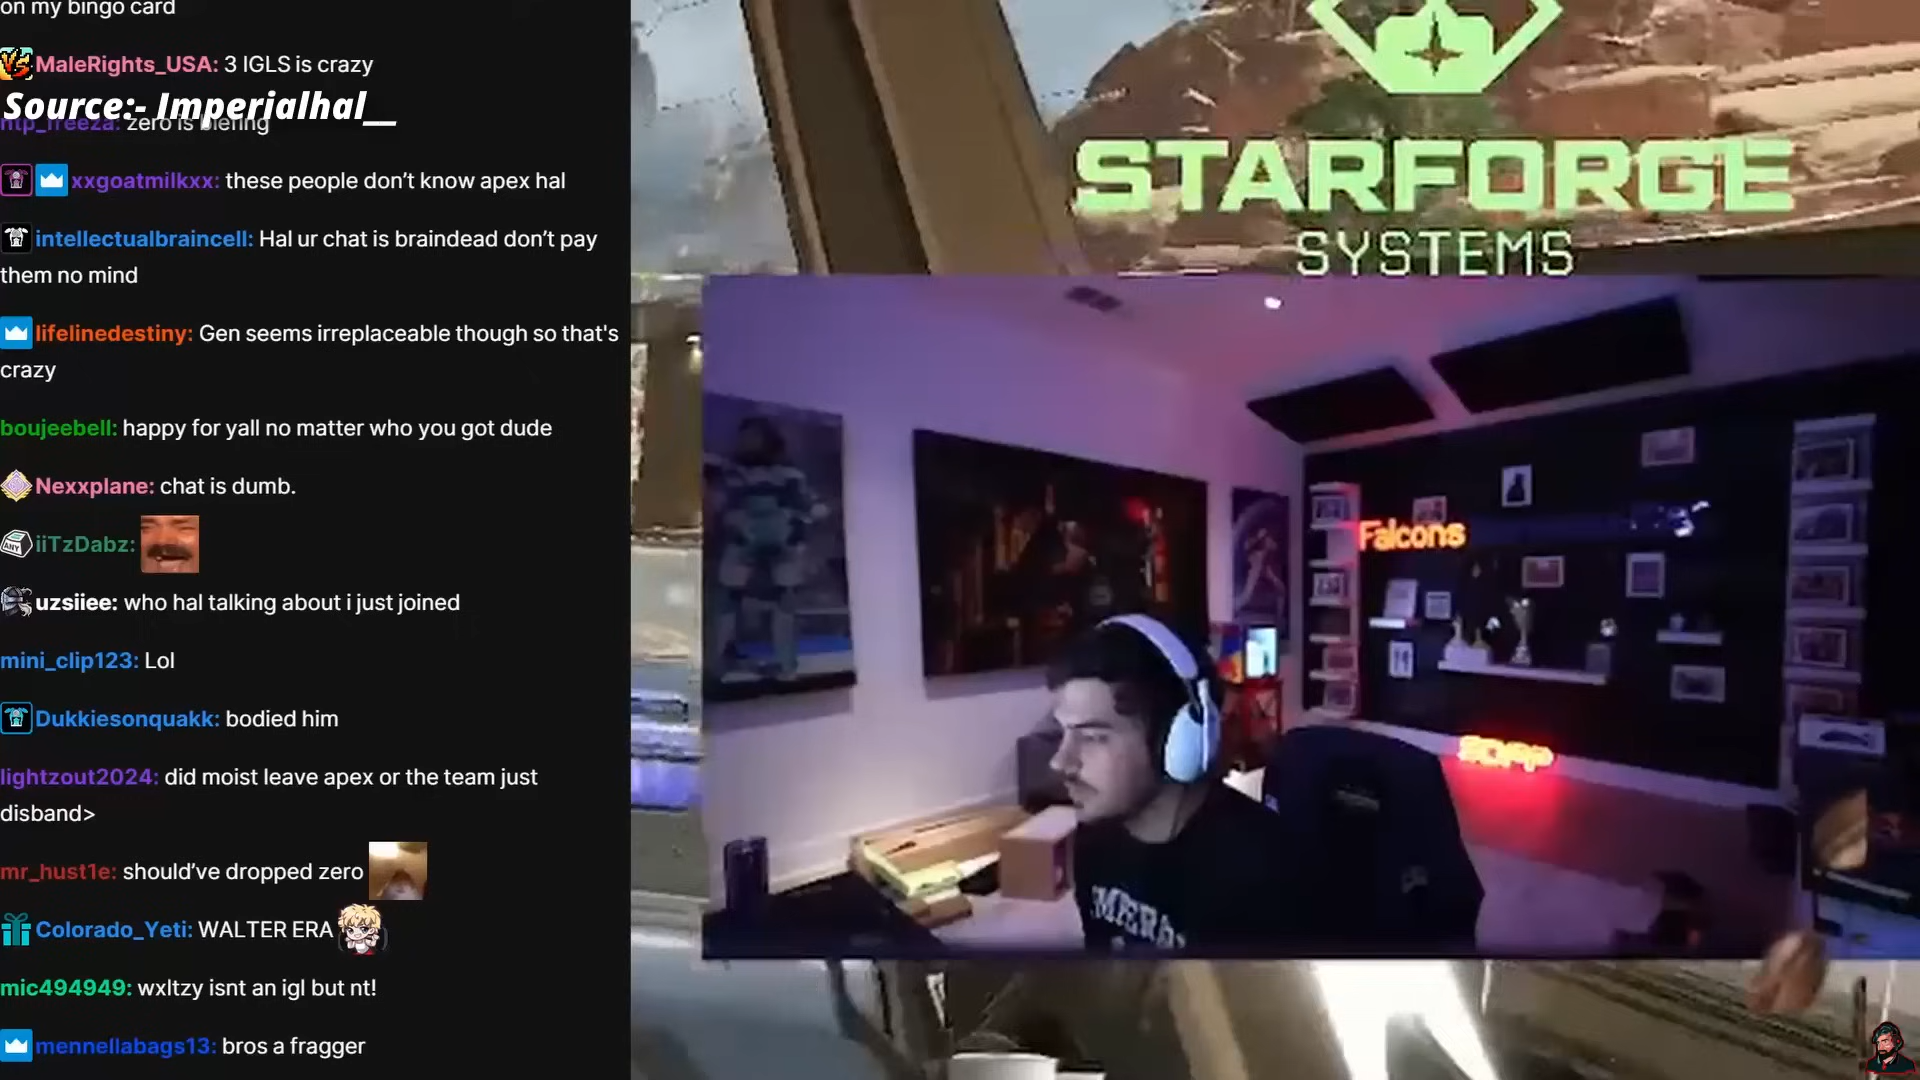 on my bingo card
MaleRights_USA: 3 IGLS is crazy
Source:- Imperialhal__
ntp_freeza: zero is biefing
xxgoatmilkxx: these people don’t know apex hal
intellectualbraincell: Hal ur chat is braindead don’t pay
them no mind
lifelinedestiny: Gen seems irreplaceable though so that's
crazy
boujeebell: happy for yall no matter who you got dude
Nexxplane: chat is dumb.
ANY iiTzDabz:
uzsiiee: who hal talking about i just joined
mini_clip123: Lol
Dukkiesonquakk: bodied him
lightzout2024: did moist leave apex or the team just
disband>
mr_hust1e: should’ve dropped zero
Colorado_Yeti: WALTER ERA
mic494949: wxltzy isnt an igl but nt!
mennellabags13: bros a fragger
STARFORGE
SYSTEMS
Falcons